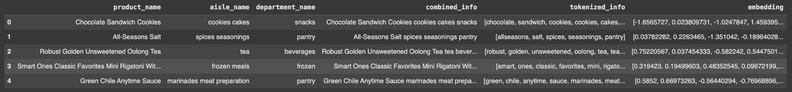 product_name aisle_name department_name combined_info tokenized_info embedding
0 Chocolate Sandwich Cookies cookies cakes snacks Chocolate Sandwich Cookies cookies cakes snacks [chocolate, sandwich, cookies, cookies, cakes,... [-1.6565727, 0.023809731, -1.0247847, 1.459395...
1 All-Seasons Salt spices seasonings pantry All-Seasons Salt spices seasonings pantry [allseasons, salt, spices, seasonings, pantry] [0.03782282, 0.2263465, -1.351042, -0.18964028...
2 Robust Golden Unsweetened Oolong Tea tea beverages Robust Golden Unsweetened Oolong Tea tea bever... [robust, golden, unsweetened, oolong, tea, tea... [0.75220567, 0.037454333, -0.582242, 0.5447501...
3 Smart Ones Classic Favorites Mini Rigatoni Wit... frozen meals frozen Smart Ones Classic Favorites Mini Rigatoni Wit... [smart, ones, classic, favorites, mini, rigato... [0.319423, 0.19499603, 0.48352545, 0.09672199,...
4 Green Chile Anytime Sauce marinades meat preparation pantry Green Chile Anytime Sauce marinades meat prepa... [green, chile, anytime, sauce, marinades, meat... [0.5852, 0.66973263, -0.56440294, -0.76968896,...